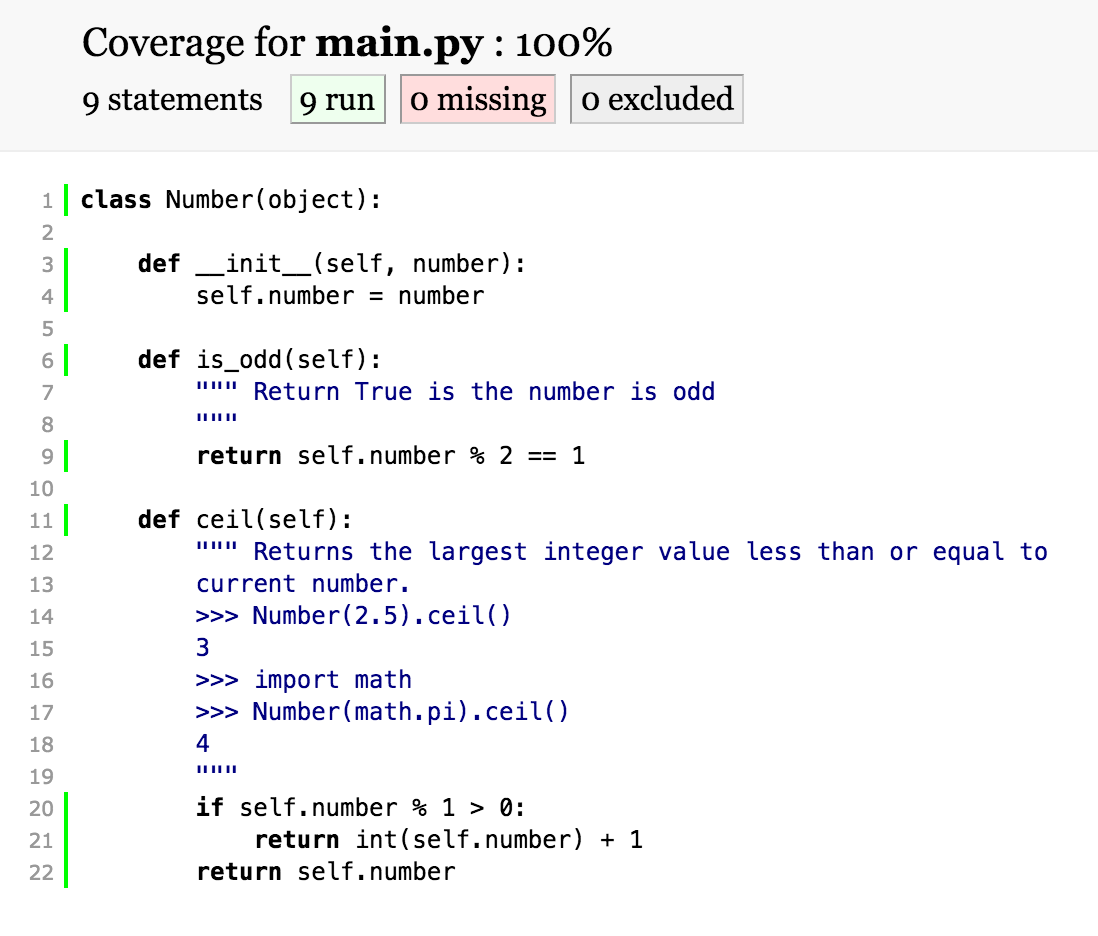 Coverage for main.py : 100%
9 statements 9 run 0 missing 0 excluded
1 class Number(object):
2
3     def __init__(self, number):
4         self.number = number
5
6     def is_odd(self):
7         """ Return True is the number is odd
8         """
9         return self.number % 2 == 1
10
11     def ceil(self):
12         """ Returns the largest integer value less than or equal to
13         current number.
14         >>> Number(2.5).ceil()
15         3
16         >>> import math
17         >>> Number(math.pi).ceil()
18         4
19         """
20         if self.number % 1 > 0:
21             return int(self.number) + 1
22         return self.number